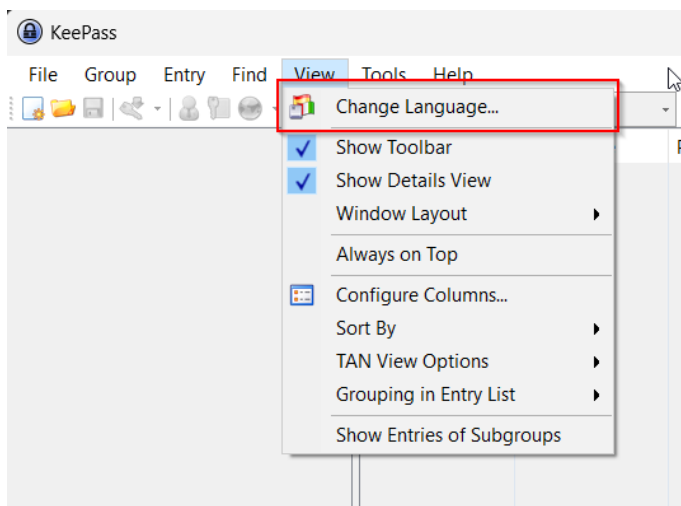 KeePass
File Group Entry Find View Tools Help
Change Language...
Show Toolbar
Show Details View
Window Layout
Always on Top
Configure Columns...
Sort By
TAN View Options
Grouping in Entry List
Show Entries of Subgroups